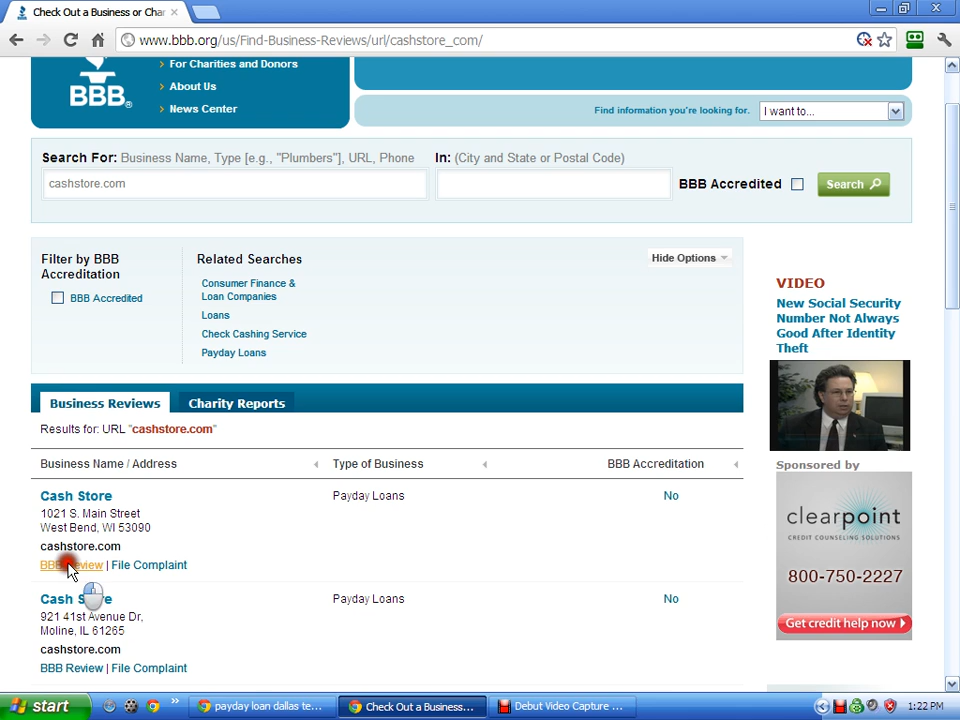 Check Out a Business or Char
www.bbb.org/us/Find-Business-Reviews/url/cashstore_com/
BBB®
For Charities and Donors
About Us
News Center
Find information you're looking for.
I want to...
Search For: Business Name, Type [e.g., "Plumbers"], URL, Phone
In: (City and State or Postal Code)
cashstore.com
BBB Accredited
Search
Filter by BBB
Accreditation
BBB Accredited
Related Searches
Consumer Finance &
Loan Companies
Loans
Check Cashing Service
Payday Loans
Hide Options
VIDEO
New Social Security
Number Not Always
Good After Identity
Theft
Business Reviews
Charity Reports
Results for: URL "cashstore.com"
Business Name / Address
Type of Business
BBB Accreditation
Cash Store
Payday Loans
No
1021 S. Main Street
West Bend, WI 53090
cashstore.com
BBB Review | File Complaint
Cash Store
Payday Loans
No
921 41st Avenue Dr,
Moline, IL 61265
cashstore.com
BBB Review | File Complaint
Sponsored by
clearpoint
CREDIT COUNSELING SOLUTIONS
800-750-2227
Get credit help now
start
payday loan dallas te...
Check Out a Business...
Debut Video Capture ...
1:22 PM